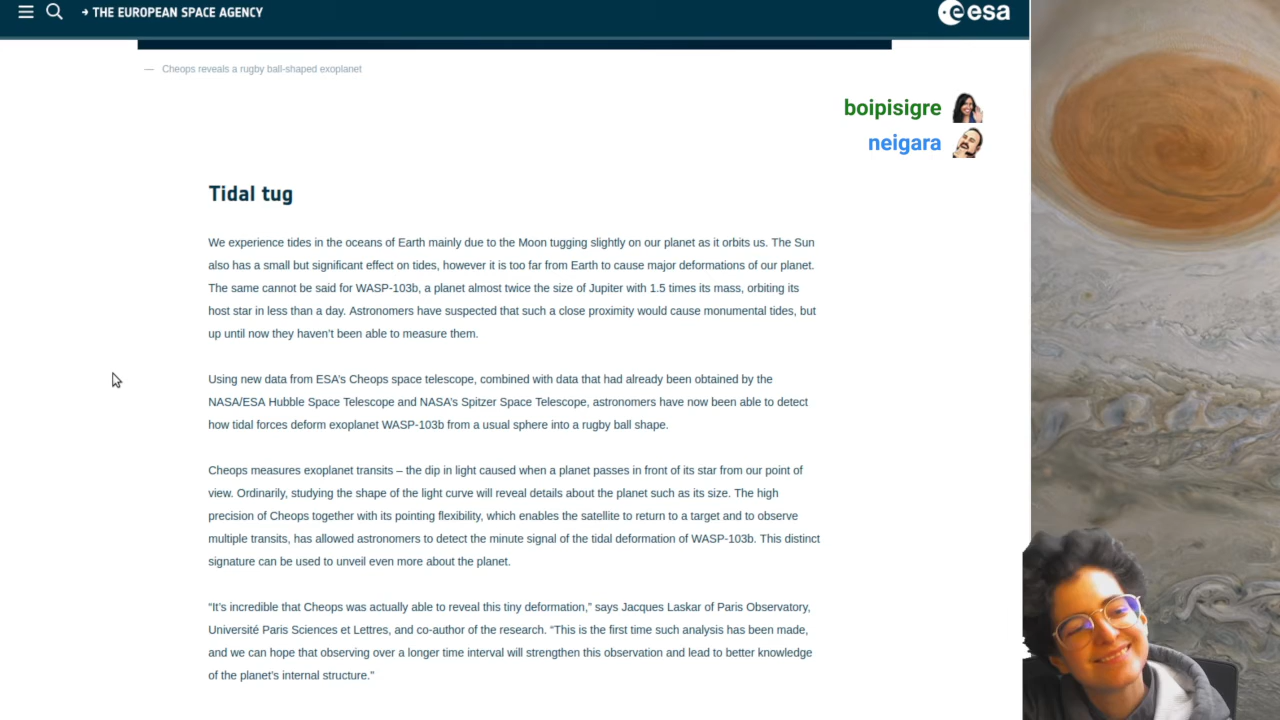 → THE EUROPEAN SPACE AGENCY
esa
— Cheops reveals a rugby ball-shaped exoplanet
boipisigre
neigara
Tidal tug
We experience tides in the oceans of Earth mainly due to the Moon tugging slightly on our planet as it orbits us. The Sun
also has a small but significant effect on tides, however it is too far from Earth to cause major deformations of our planet.
The same cannot be said for WASP-103b, a planet almost twice the size of Jupiter with 1.5 times its mass, orbiting its
host star in less than a day. Astronomers have suspected that such a close proximity would cause monumental tides, but
up until now they haven’t been able to measure them.
Using new data from ESA’s Cheops space telescope, combined with data that had already been obtained by the
NASA/ESA Hubble Space Telescope and NASA’s Spitzer Space Telescope, astronomers have now been able to detect
how tidal forces deform exoplanet WASP-103b from a usual sphere into a rugby ball shape.
Cheops measures exoplanet transits – the dip in light caused when a planet passes in front of its star from our point of
view. Ordinarily, studying the shape of the light curve will reveal details about the planet such as its size. The high
precision of Cheops together with its pointing flexibility, which enables the satellite to return to a target and to observe
multiple transits, has allowed astronomers to detect the minute signal of the tidal deformation of WASP-103b. This distinct
signature can be used to unveil even more about the planet.
“It’s incredible that Cheops was actually able to reveal this tiny deformation,” says Jacques Laskar of Paris Observatory,
Université Paris Sciences et Lettres, and co-author of the research. “This is the first time such analysis has been made,
and we can hope that observing over a longer time interval will strengthen this observation and lead to better knowledge
of the planet’s internal structure.”